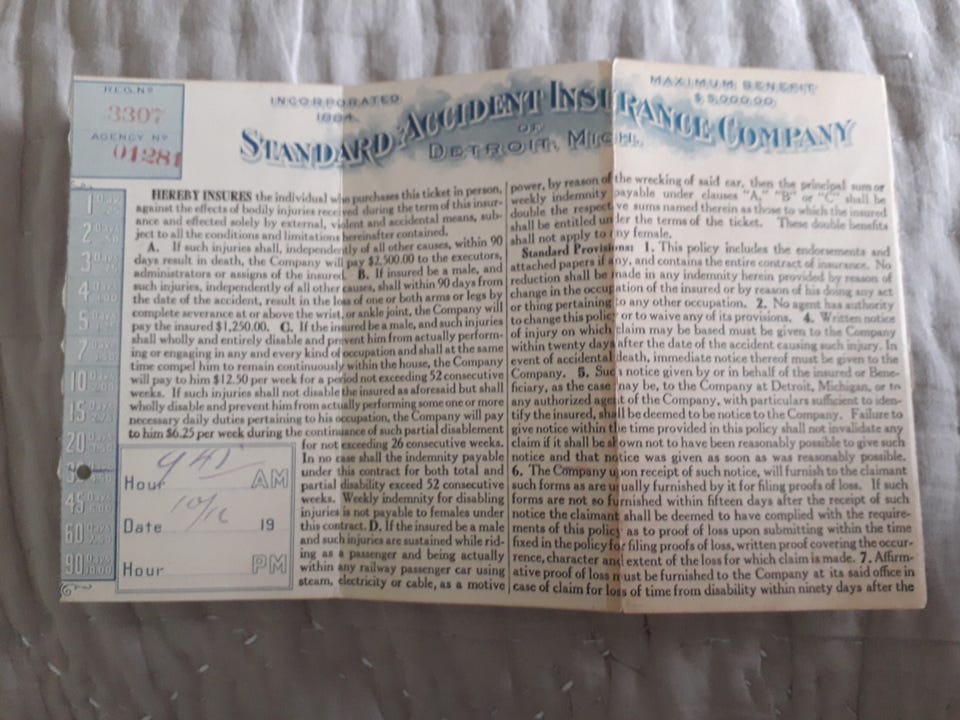 REG. Nº
3307
AGENCY Nº
01281
INCORPORATED
1884
MAXIMUM BENEFIT
$5,000.00
STANDARD ACCIDENT INSURANCE COMPANY
OF
DETROIT, MICH.
1 DAY
2 DAYS
3 DAYS
4 DAYS
5 DAYS
7 DAYS
10 DAYS
15 DAYS
20 DAYS
45 DAYS
60 DAYS
90 DAYS
HEREBY INSURES the individual who purchases this ticket in person,
against the effects of bodily injuries received during the term of this insur-
ance and effected solely by external, violent and accidental means, sub-
ject to all the conditions and limitations hereinafter contained.
A. If such injuries shall, independently of all other causes, within 90
days result in death, the Company will pay $2,500.00 to the executors,
administrators or assigns of the insured. B. If insured be a male, and
such injuries, independently of all other causes, shall within 90 days from
the date of the accident, result in the loss of one or both arms or legs by
complete severance at or above the wrist, or ankle joint, the Company will
pay the insured $1,250.00. C. If the insured be a male, and such injuries
shall wholly and entirely disable and prevent him from actually perform-
ing or engaging in any and every kind of occupation and shall at the same
time compel him to remain continuously within the house, the Company
will pay to him $12.50 per week for a period not exceeding 52 consecutive
weeks. If such injuries shall not disable the insured as aforesaid but shall
wholly disable and prevent him from actually performing some one or more
necessary daily duties pertaining to his occupation, the Company will pay
to him $6.25 per week during the continuance of such partial disablement
for not exceeding 26 consecutive weeks.
In no case shall the indemnity payable
under this contract for both total and
partial disability exceed 52 consecutive
weeks. Weekly indemnity for disabling
injuries is not payable to females under
this contract. D. If the insured be a male
and such injuries are sustained while rid-
ing as a passenger and being actually
within any railway passenger car using
steam, electricity or cable, as a motive
Hour AM
Date 10/16 19
Hour PM
power, by reason of the wrecking of said car, then the principal sum or
weekly indemnity payable under clauses "A," "B" or "C" shall be
double the respective sums named therein as those to which the insured
shall be entitled under the terms of the ticket. These double benefits
shall not apply to any female.
Standard Provisions: 1. This policy includes the endorsements and
attached papers if any, and contains the entire contract of insurance. No
reduction shall be made in any indemnity herein provided by reason of
change in the occupation of the insured or by reason of his doing any act
or thing pertaining to any other occupation. 2. No agent has authority
to change this policy or to waive any of its provisions. 4. Written notice
of injury on which claim may be based must be given to the Company
within twenty days after the date of the accident causing such injury. In
event of accidental death, immediate notice thereof must be given to the
Company. 5. Such notice given by or in behalf of the insured or Bene-
ficiary, as the case may be, to the Company at Detroit, Michigan, or to
any authorized agent of the Company, with particulars sufficient to iden-
tify the insured, shall be deemed to be notice to the Company. Failure to
give notice within the time provided in this policy shall not invalidate any
claim if it shall be shown not to have been reasonably possible to give such
notice and that notice was given as soon as was reasonably possible.
6. The Company upon receipt of such notice, will furnish to the claimant
such forms as are usually furnished by it for filing proofs of loss. If such
forms are not so furnished within fifteen days after the receipt of such
notice the claimant shall be deemed to have complied with the require-
ments of this policy as to proof of loss upon submitting within the time
fixed in the policy for filing proofs of loss, written proof covering the occur-
rence, character and extent of the loss for which claim is made. 7. Affirm-
ative proof of loss must be furnished to the Company at its said office in
case of claim for loss of time from disability within ninety days after the